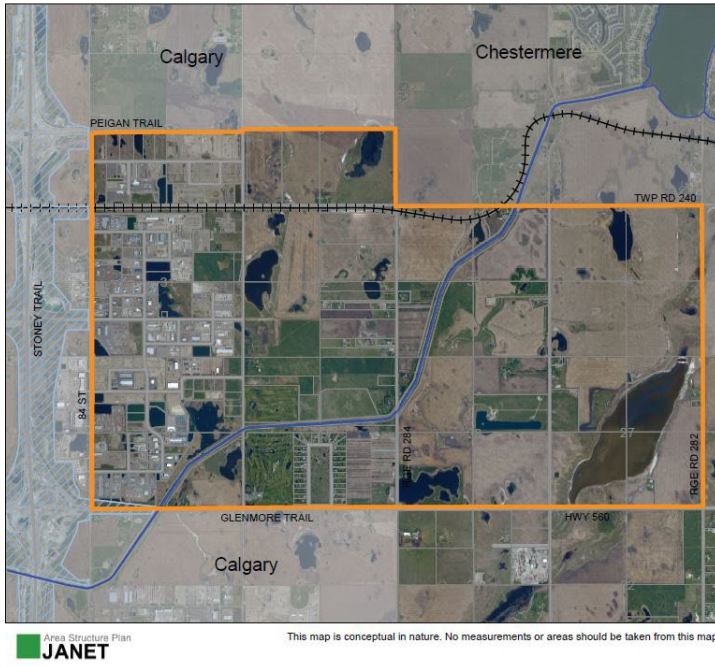 Calgary
Chestermere
PEIGAN TRAIL
TWP RD 240
STONEY TRAIL
84 ST
RD 284
27
RGE RD 282
GLENMORE TRAIL
HWY 560
Calgary
Area Structure Plan
JANET
This map is conceptual in nature. No measurements or areas should be taken from this map